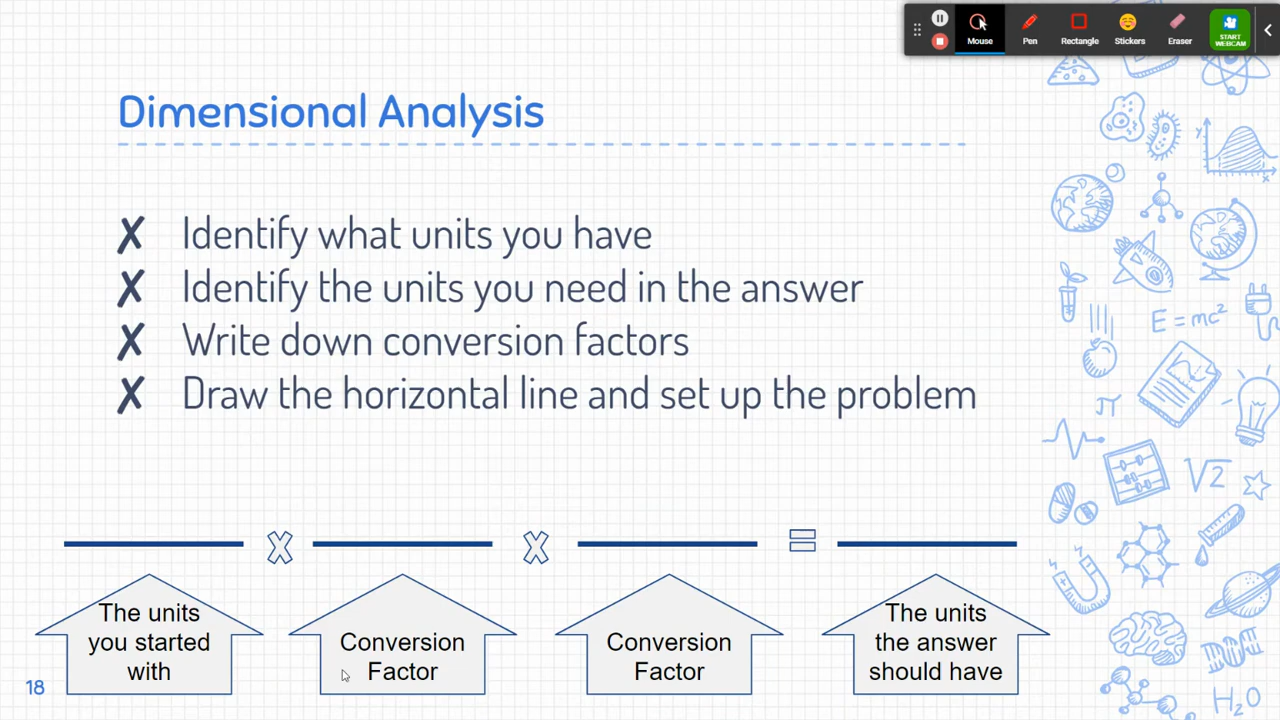 Mouse
Pen
Rectangle
Stickers
Eraser
START
WEBCAM
Dimensional Analysis
✗ Identify what units you have
✗ Identify the units you need in the answer
✗ Write down conversion factors
✗ Draw the horizontal line and set up the problem
X X =
The units
you started
with
Conversion
Factor
Conversion
Factor
The units
the answer
should have
18
y
x
E = mc²
π
√2
H₂O